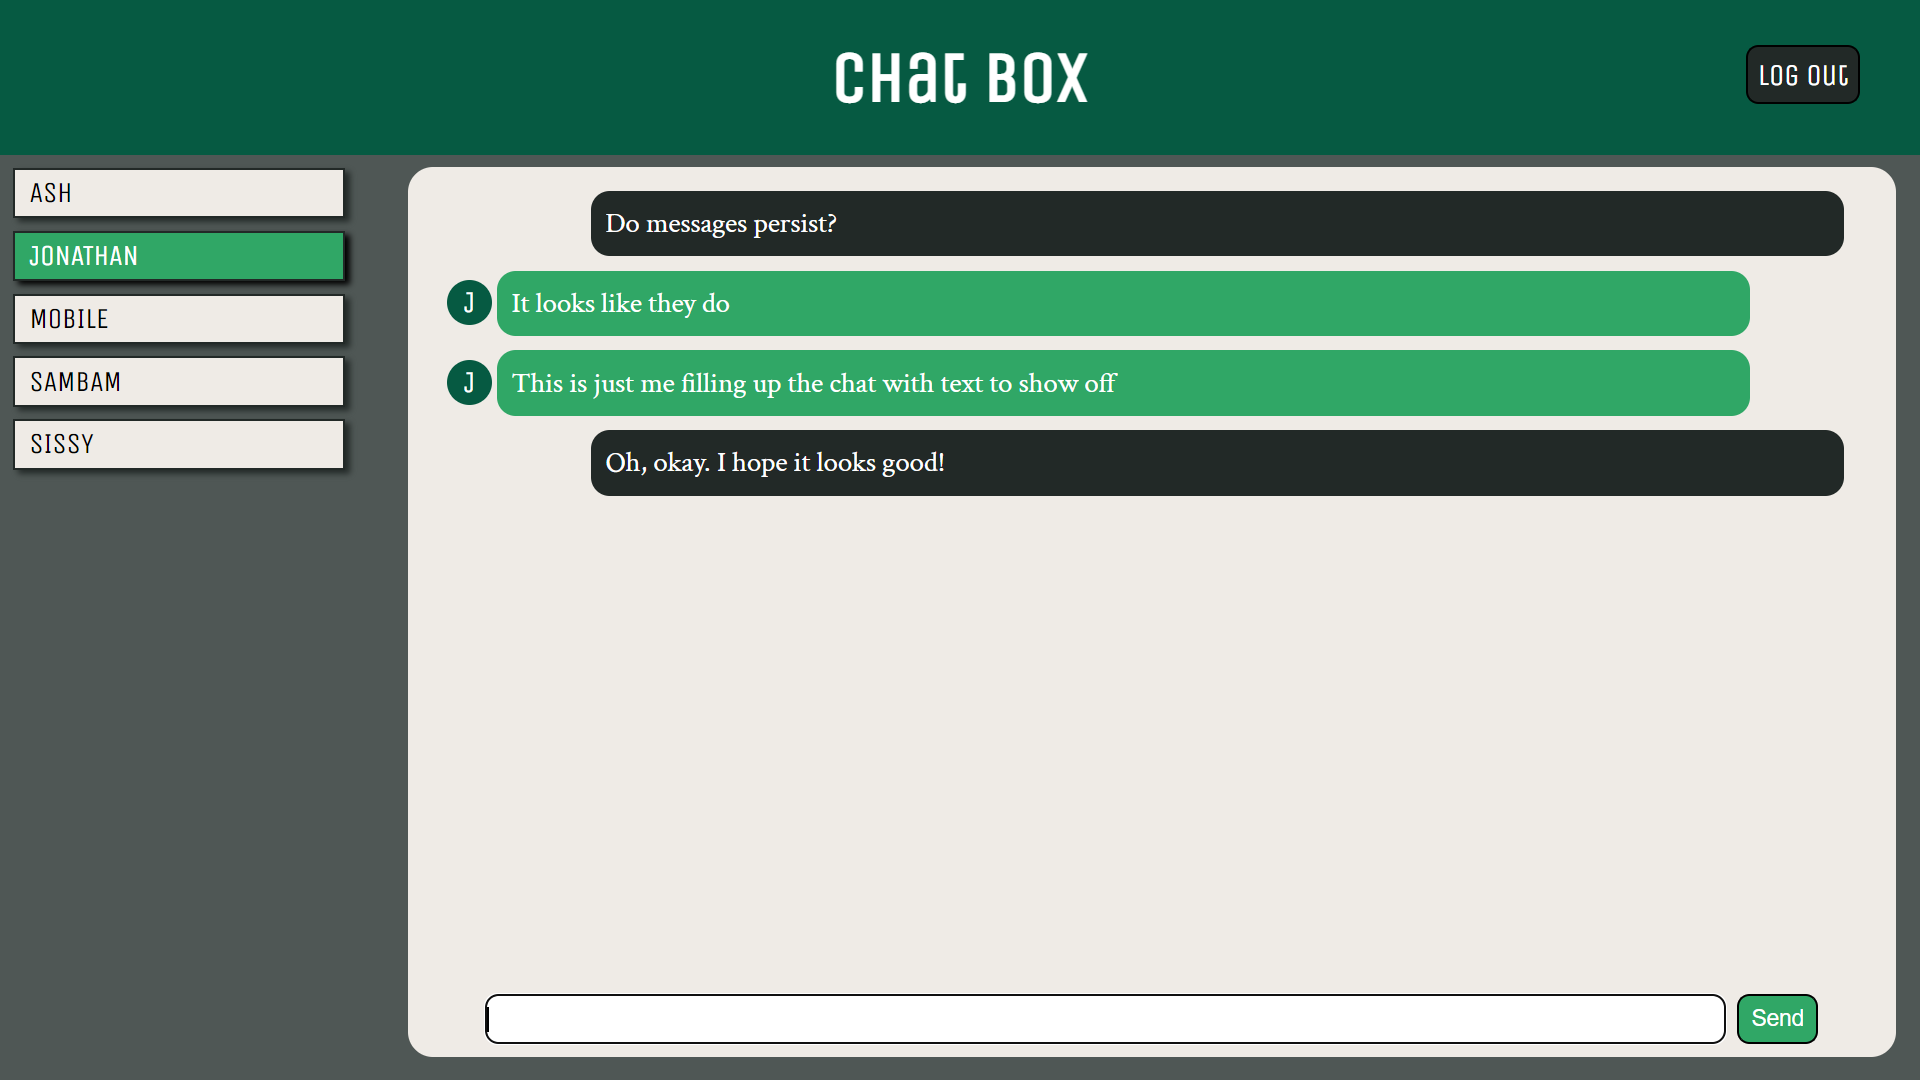 CHAT BOX
LOG OUT
ASH
JONATHAN
MOBILE
SAMBAM
SISSY
Do messages persist?
J
It looks like they do
J
This is just me filling up the chat with text to show off
Oh, okay. I hope it looks good!
Send